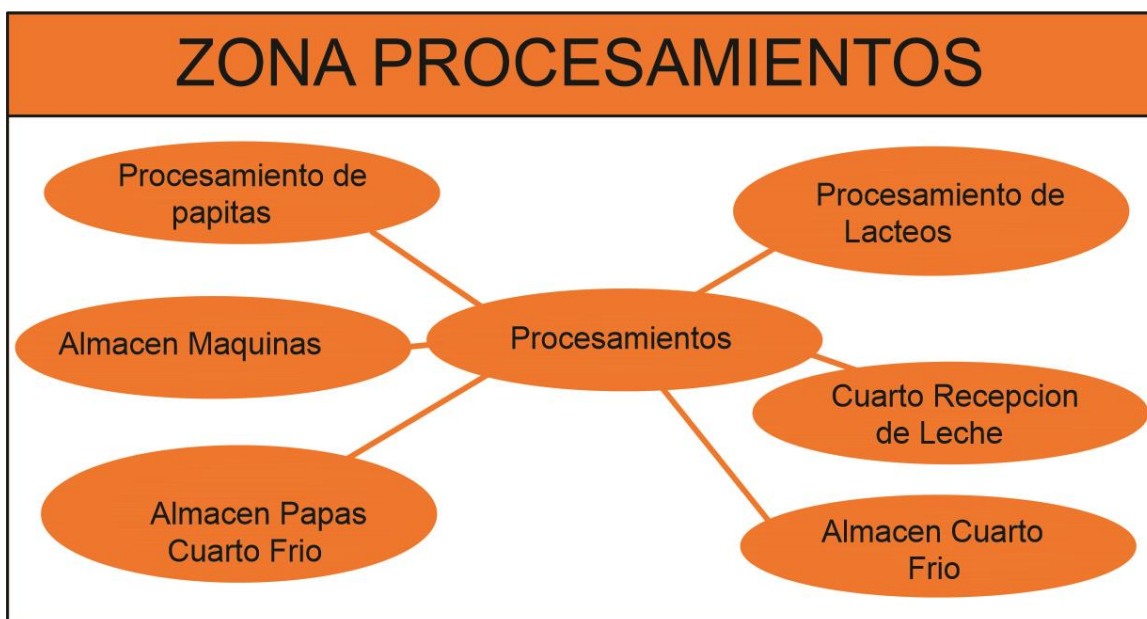 ZONA PROCESAMIENTOS
Procesamiento de
papitas
Almacen Maquinas
Almacen Papas
Cuarto Frio
Procesamientos
Procesamiento de
Lacteos
Cuarto Recepcion
de Leche
Almacen Cuarto
Frio